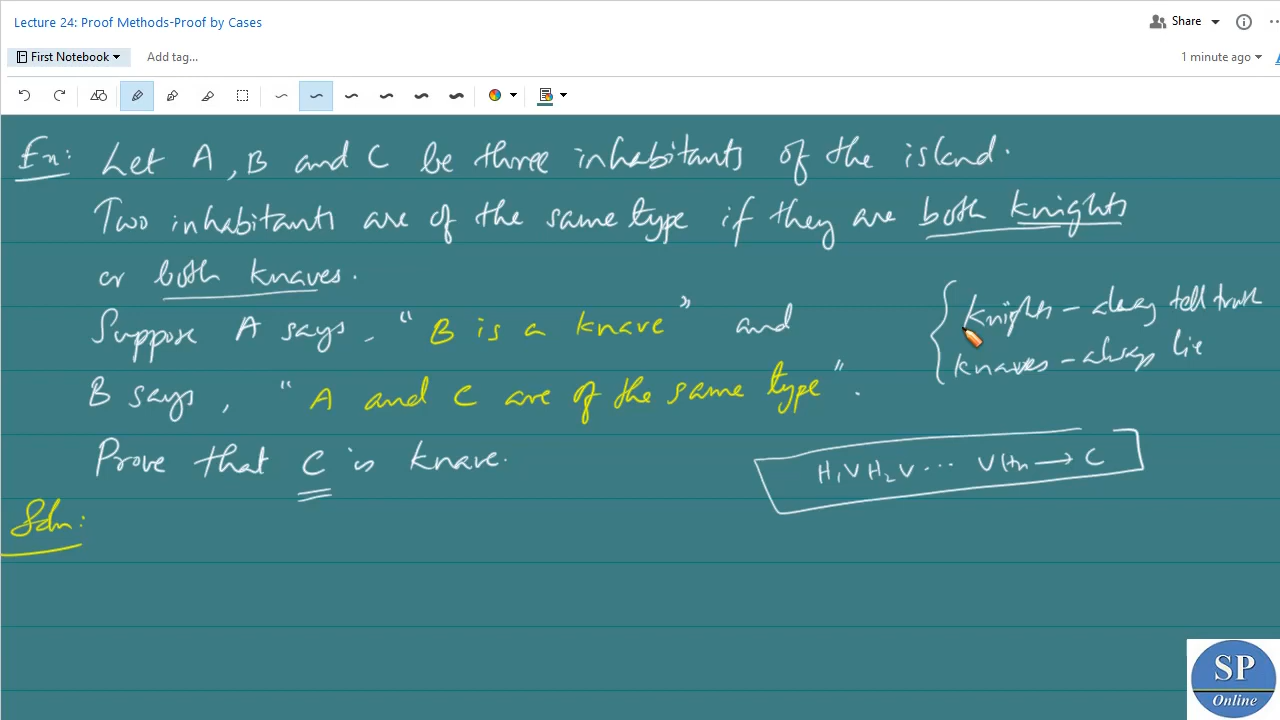 Lecture 24: Proof Methods-Proof by Cases
Share
First Notebook
Add tag...
1 minute ago
Ex: Let A, B and C be three inhabitants of the island.
Two inhabitants are of the same type if they are both knights
or both knaves.
Suppose A says, "B is a knave" and
B says, "A and C are of the same type".
Prove that C is knave.
{ knights - alway tell truth
knaves - always lie
H₁ ∨ H₂ ∨ ... ∨ Hn → C
Soln:
SP
Online